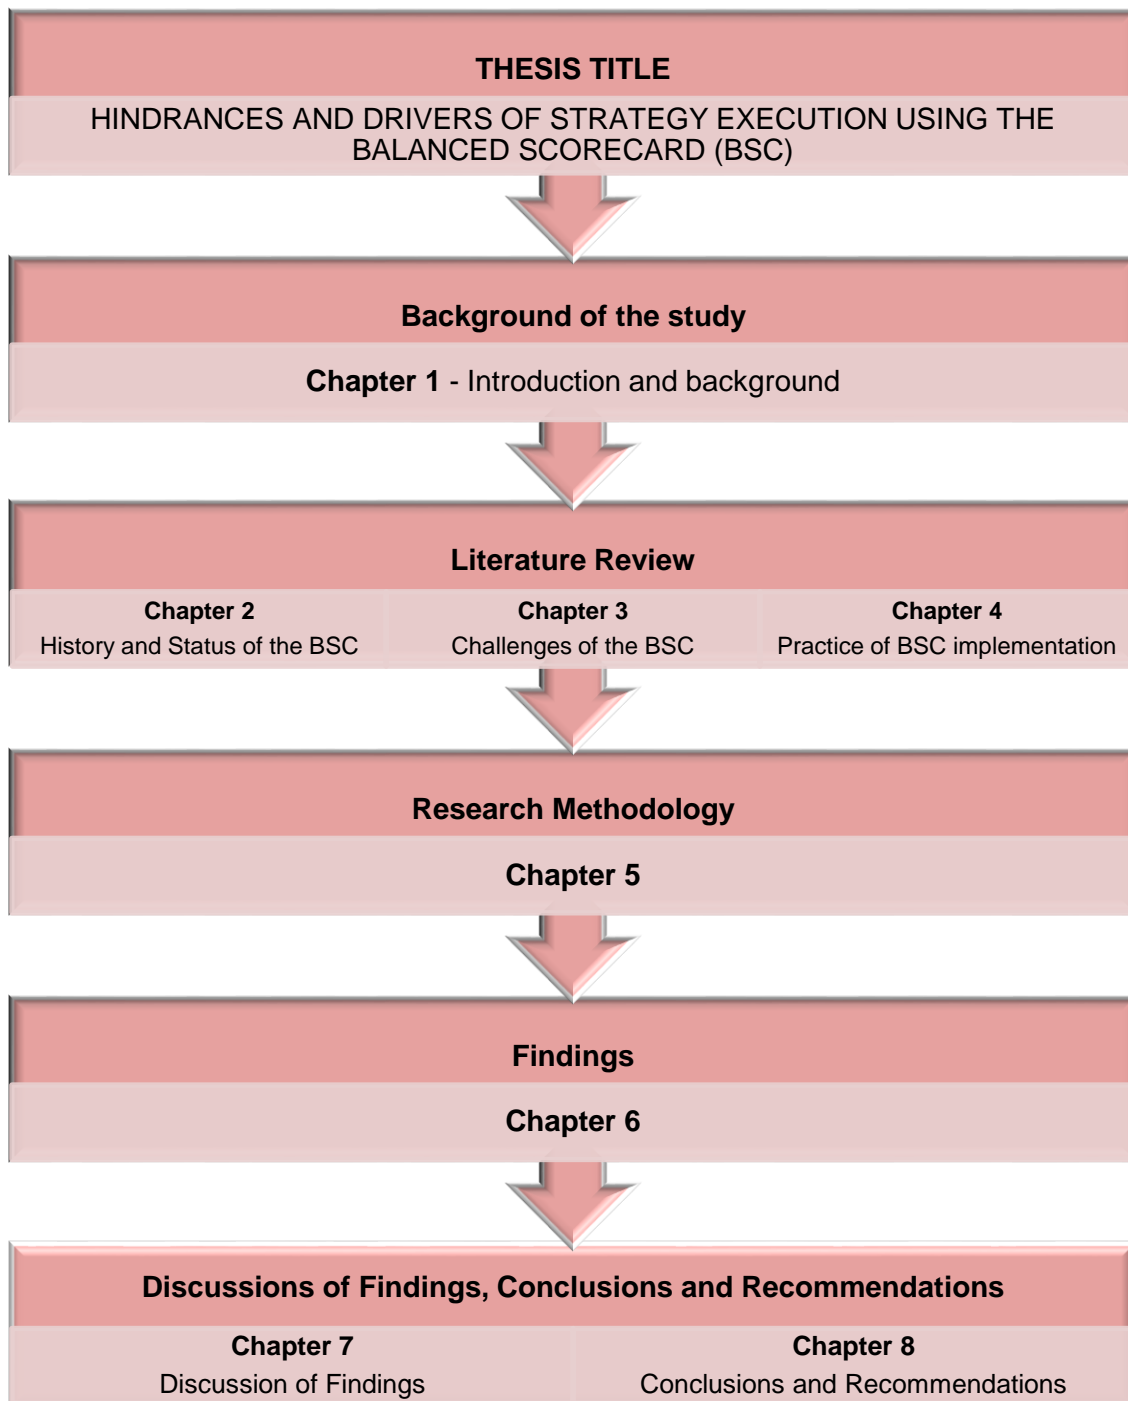 THESIS TITLE
HINDRANCES AND DRIVERS OF STRATEGY EXECUTION USING THE
BALANCED SCORECARD (BSC)
Background of the study
Chapter 1 - Introduction and background
Literature Review
Chapter 2
History and Status of the BSC
Chapter 3
Challenges of the BSC
Chapter 4
Practice of BSC implementation
Research Methodology
Chapter 5
Findings
Chapter 6
Discussions of Findings, Conclusions and Recommendations
Chapter 7
Discussion of Findings
Chapter 8
Conclusions and Recommendations